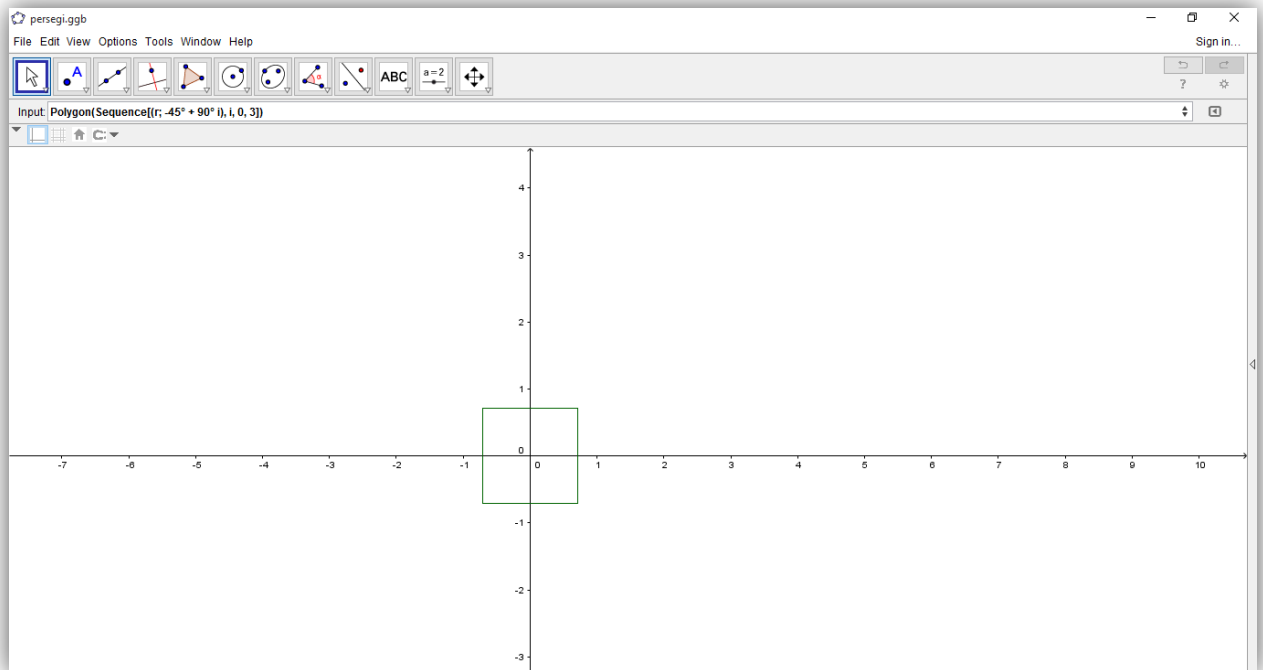 persegi.ggb
File Edit View Options Tools Window Help
Sign in...
A
α
ABC
a=2
?
Input: Polygon(Sequence[(r; -45° + 90° i), i, 0, 3])
4
3
2
1
0
-7 -6 -5 -4 -3 -2 -1 0 1 2 3 4 5 6 7 8 9 10
-1
-2
-3